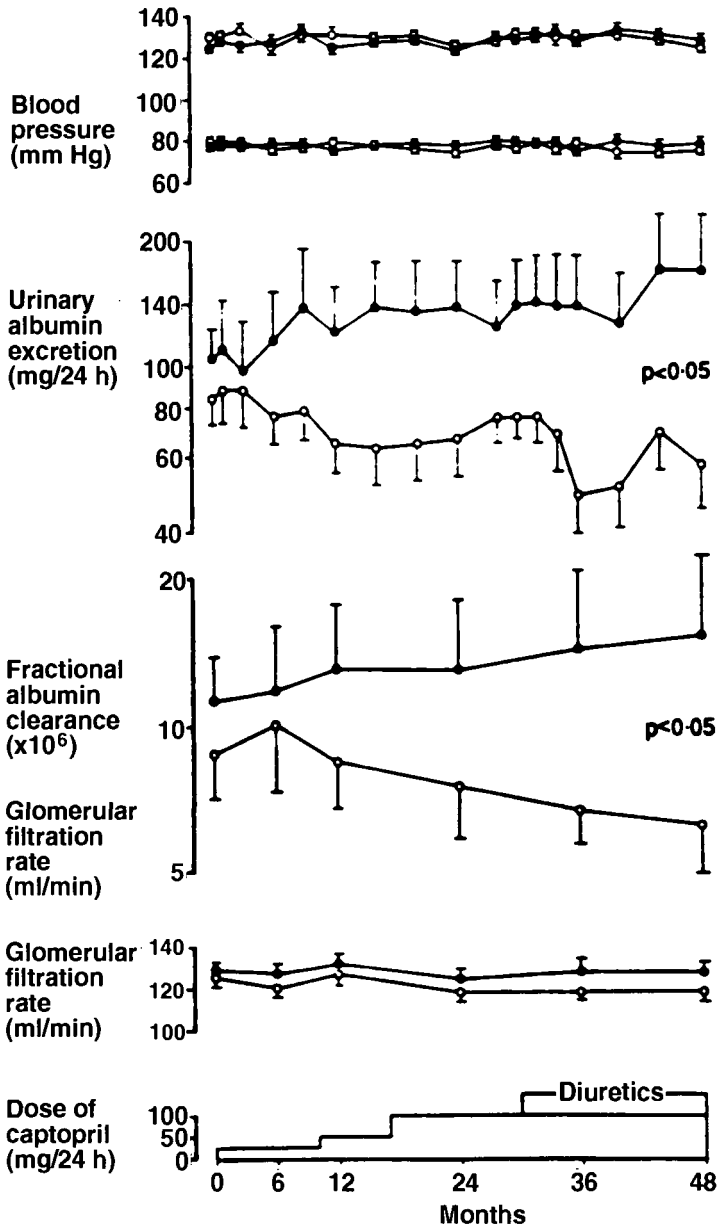 140
120
100
80
60
Blood
pressure
(mm Hg)
200
140
100
80
60
40
Urinary
albumin
excretion
(mg/24 h)
p<0·05
20
10
5
Fractional
albumin
clearance
(x10⁶)
p<0·05
Glomerular
filtration
rate
(ml/min)
Glomerular
filtration
rate
(ml/min)
140
120
100
Dose of
captopril
(mg/24 h)
100
50
0
Diuretics
0 6 12 24 36 48
Months